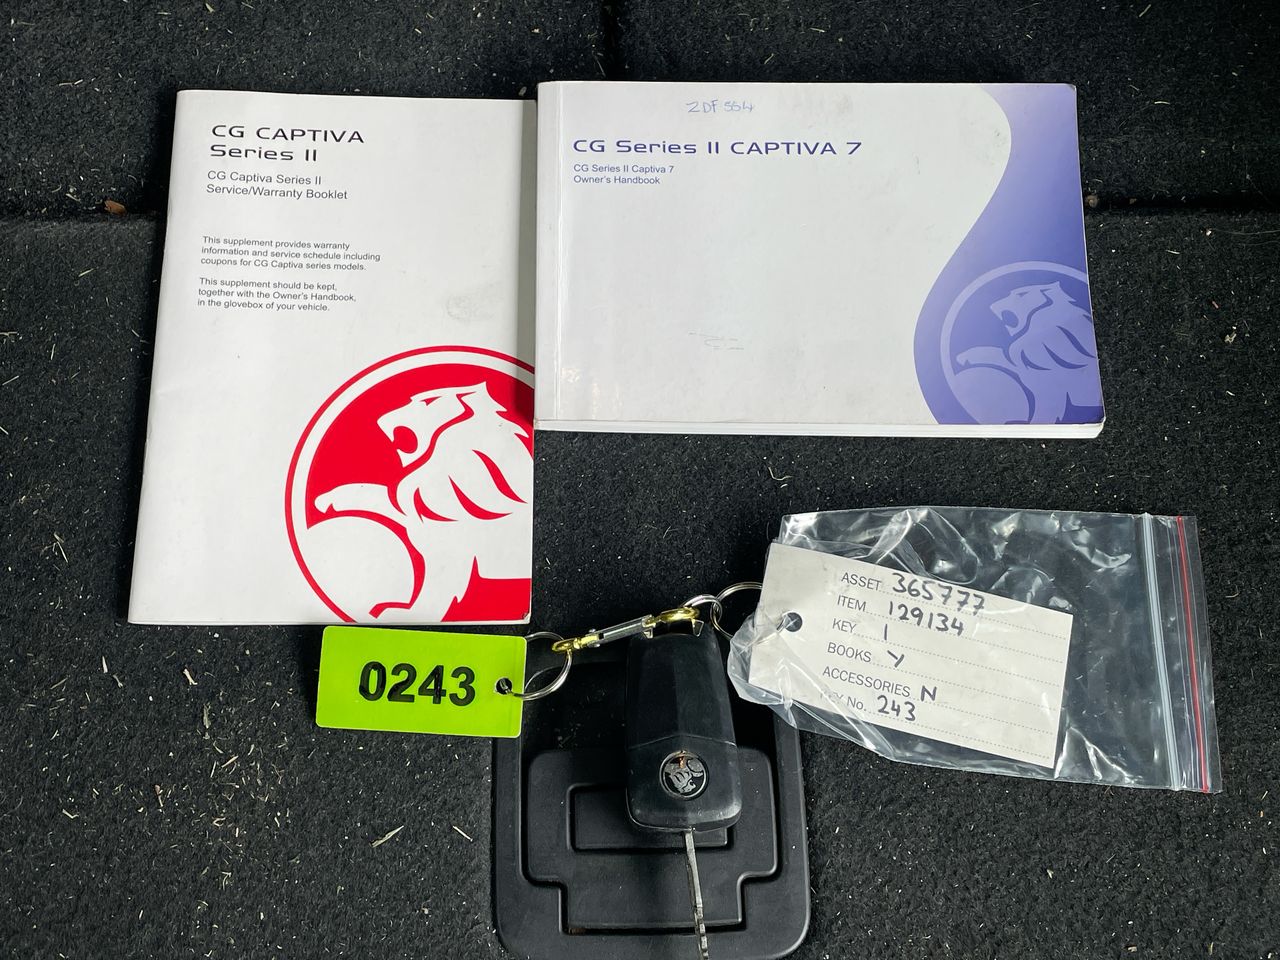 CG CAPTIVA
Series II
CG Captiva Series II
Service/Warranty Booklet
This supplement provides warranty
information and service schedule including
coupons for CG Captiva series models.
This supplement should be kept,
together with the Owner's Handbook,
in the glovebox of your vehicle.
ZDF 554
CG Series II CAPTIVA 7
CG Series II Captiva 7
Owner's Handbook
0243
ASSET 365777
ITEM 129134
KEY 1
BOOKS Y
ACCESSORIES N
No. 243